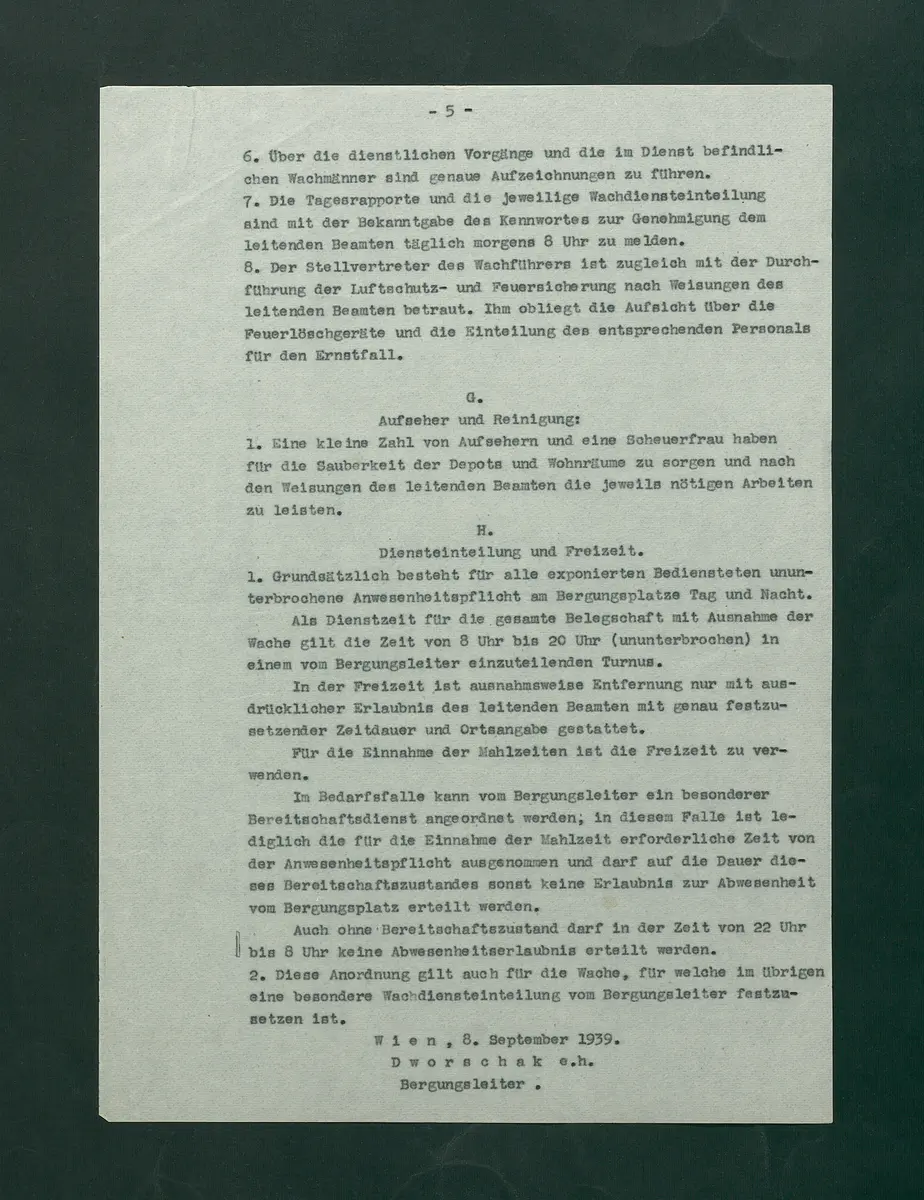 - 5 -
6. Über die dienstlichen Vorgänge und die im Dienst befindli-
chen Wachmänner sind genaue Aufzeichnungen zu führen.
7. Die Tagesrapporte und die jeweilige Wachdiensteinteilung
sind mit der Bekanntgabe des Kennwortes zur Genehmigung dem
leitenden Beamten täglich morgens 8 Uhr zu melden.
8. Der Stellvertreter des Wachführers ist zugleich mit der Durch-
führung der Luftschutz- und Feuersicherung nach Weisungen des
leitenden Beamten betraut. Ihm obliegt die Aufsicht über die
Feuerlöschgeräte und die Einteilung des entsprechenden Personals
für den Ernstfall.
G.
Aufseher und Reinigung:
1. Eine kleine Zahl von Aufsehern und eine Scheuerfrau haben
für die Sauberkeit der Depots und Wohnräume zu sorgen und nach
den Weisungen des leitenden Beamten die jeweils nötigen Arbeiten
zu leisten.
H.
Diensteinteilung und Freizeit.
1. Grundsätzlich besteht für alle exponierten Bediensteten unun-
terbrochene Anwesenheitspflicht am Bergungsplatze Tag und Nacht.
Als Dienstzeit für die gesamte Belegschaft mit Ausnahme der
Wache gilt die Zeit von 8 Uhr bis 20 Uhr (ununterbrochen) in
einem vom Bergungsleiter einzuteilenden Turnus.
In der Freizeit ist ausnahmsweise Entfernung nur mit aus-
drücklicher Erlaubnis des leitenden Beamten mit genau festzu-
setzender Zeitdauer und Ortsangabe gestattet.
Für die Einnahme der Mahlzeiten ist die Freizeit zu ver-
wenden.
Im Bedarfsfalle kann vom Bergungsleiter ein besonderer
Bereitschaftsdienst angeordnet werden; in diesem Falle ist le-
diglich die für die Einnahme der Mahlzeit erforderliche Zeit von
der Anwesenheitspflicht ausgenommen und darf auf die Dauer die-
ses Bereitschaftszustandes sonst keine Erlaubnis zur Abwesenheit
vom Bergungsplatz erteilt werden.
Auch ohne Bereitschaftszustand darf in der Zeit von 22 Uhr
bis 8 Uhr keine Abwesenheitserlaubnis erteilt werden.
2. Diese Anordnung gilt auch für die Wache, für welche im übrigen
eine besondere Wachdiensteinteilung vom Bergungsleiter festzu-
setzen ist.
W i e n , 8. September 1939.
D w o r s c h a k e.h.
Bergungsleiter .